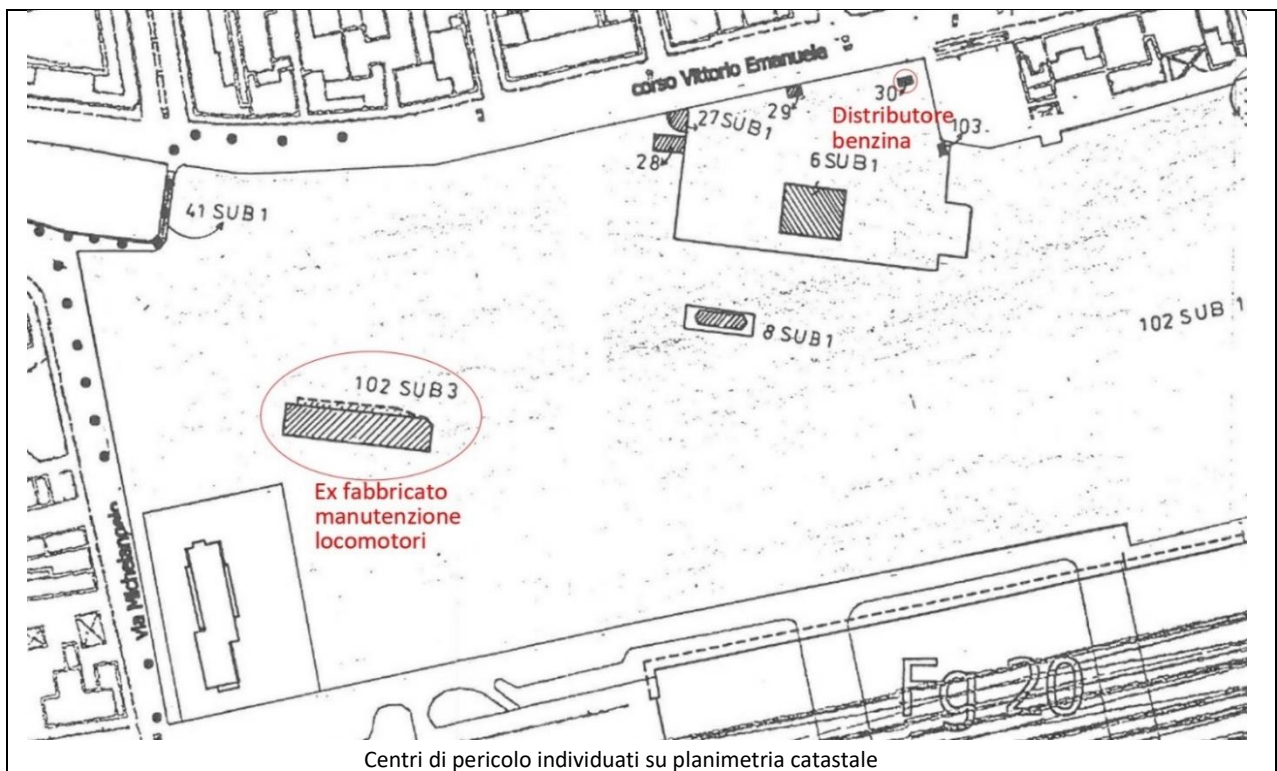 corso Vittorio Emanuele
30
29
Distributore
benzina
27 SUB 1
103
28
6 SUB 1
41 SUB 1
8 SUB 1
102 SUB 1
102 SUB 3
Ex fabbricato
manutenzione
locomotori
via Michelangelo
Fg 20
Centri di pericolo individuati su planimetria catastale